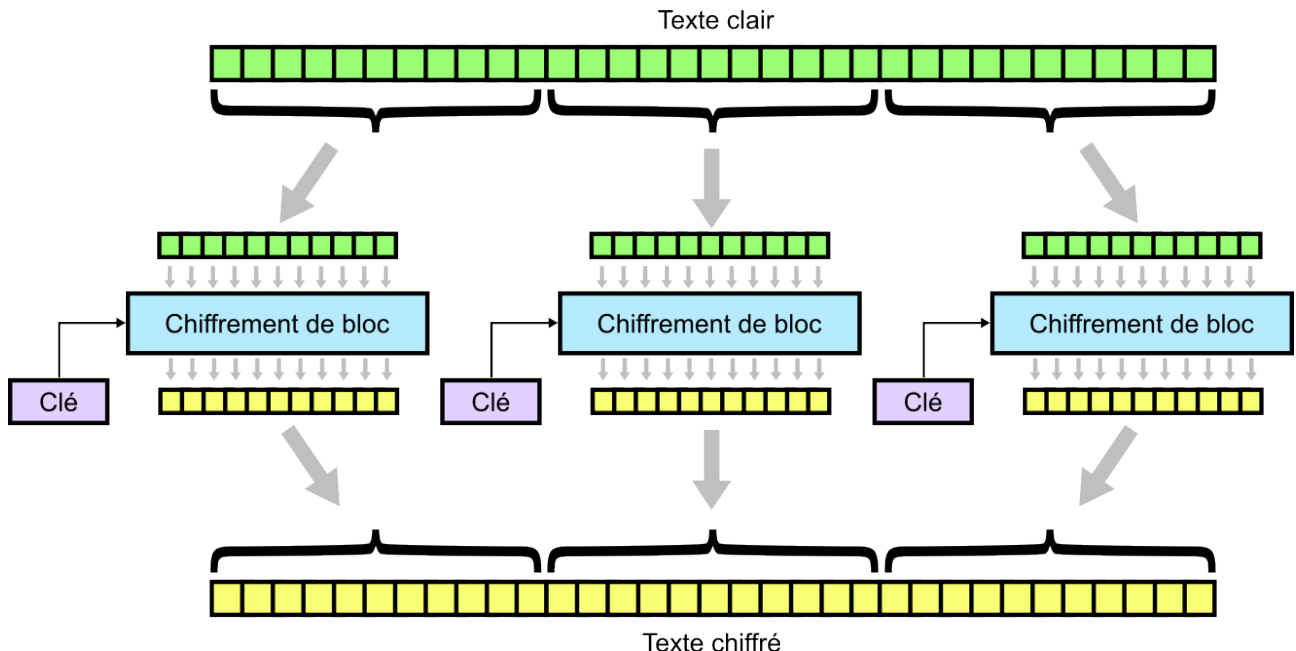 Texte clair
Chiffrement de bloc
Chiffrement de bloc
Chiffrement de bloc
Clé
Clé
Clé
Texte chiffré